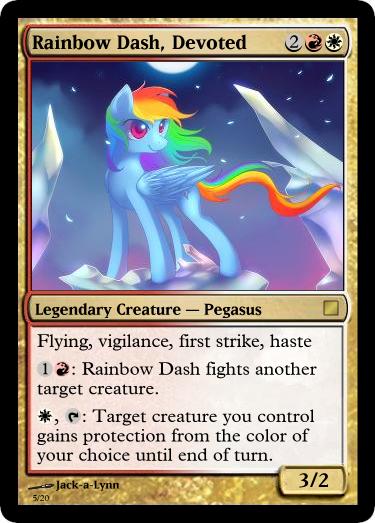 Rainbow Dash, Devoted 2
Legendary Creature — Pegasus
Flying, vigilance, first strike, haste
1 : Rainbow Dash fights another
target creature.
, : Target creature you control
gains protection from the color of
your choice until end of turn.
3/2
Jack-a-Lynn
5/20